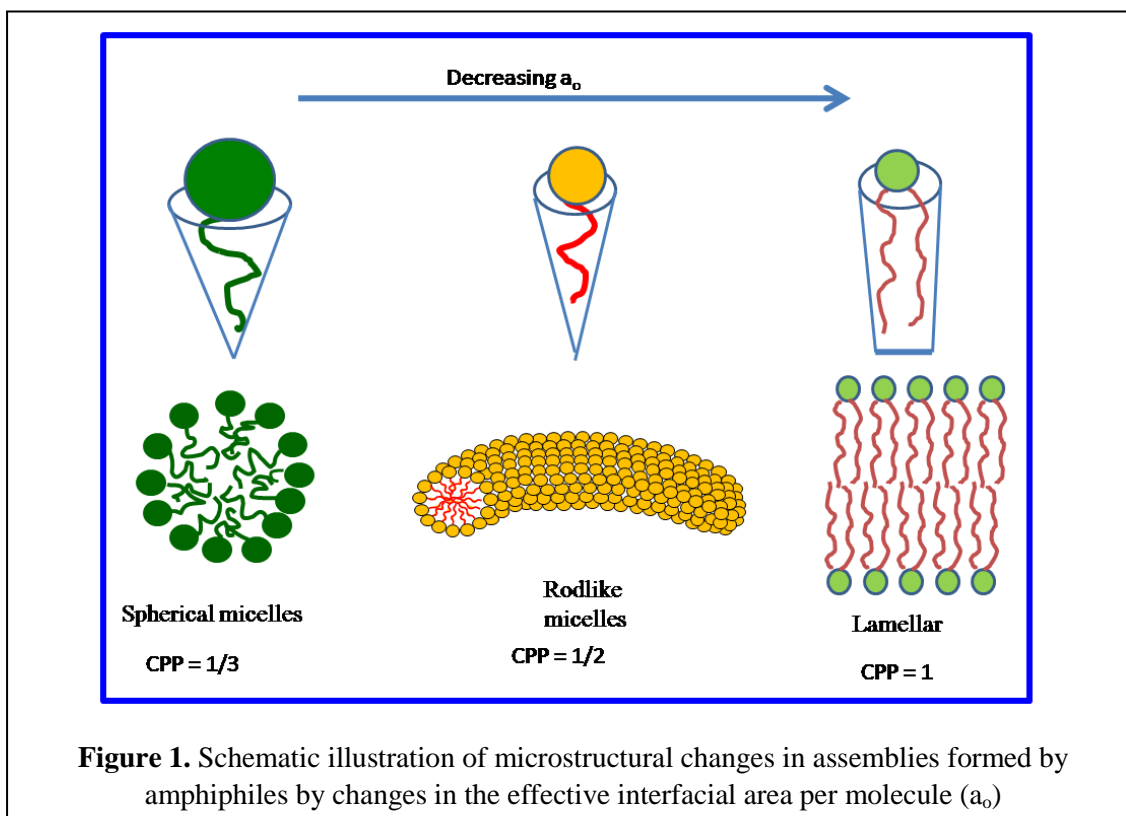 Decreasing aₒ
Spherical micelles
CPP = 1/3
Rodlike
micelles
CPP = 1/2
Lamellar
CPP = 1
Figure 1. Schematic illustration of microstructural changes in assemblies formed by
amphiphiles by changes in the effective interfacial area per molecule (aₒ)